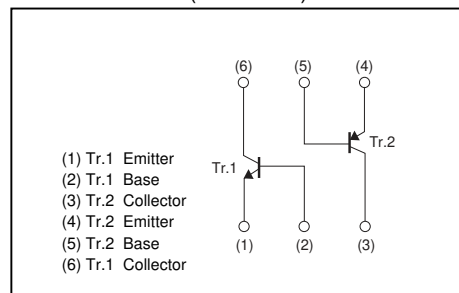 (6) (5) (4)
Tr.2
Tr.1
(1) Tr.1 Emitter
(2) Tr.1 Base
(3) Tr.2 Collector
(4) Tr.2 Emitter
(5) Tr.2 Base
(6) Tr.1 Collector
(1) (2) (3)